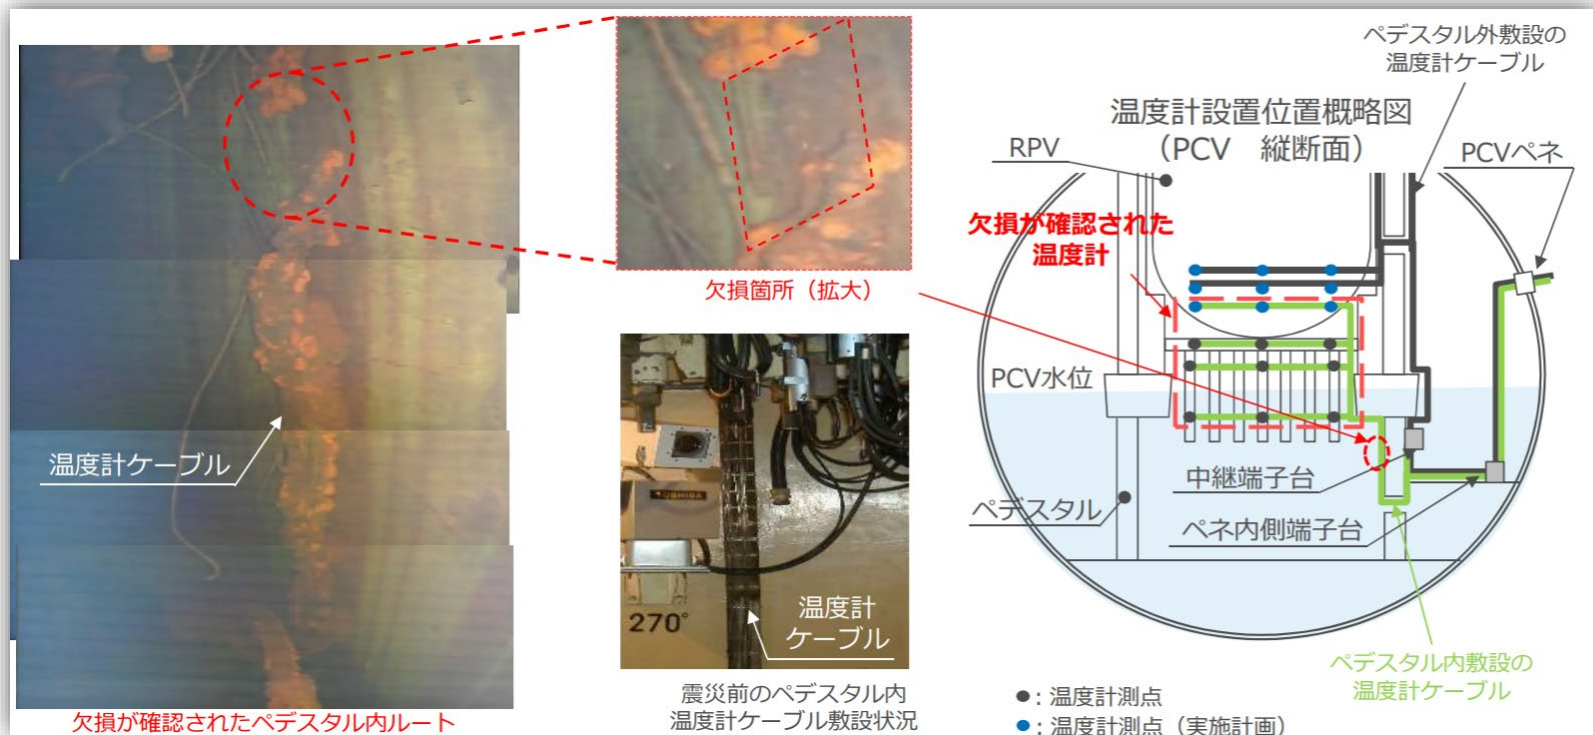 温度計ケーブル
欠損が確認されたペデスタル内ルート
欠損箇所（拡大）
TOSHIBA
270°
温度計
ケーブル
震災前のペデスタル内
温度計ケーブル敷設状況
ペデスタル外敷設の
温度計ケーブル
温度計設置位置概略図
（PCV　縦断面）
RPV
PCVペネ
欠損が確認された
温度計
PCV水位
中継端子台
ペデスタル
ペネ内側端子台
ペデスタル内敷設の
温度計ケーブル
●：温度計測点
●：温度計測点（実施計画）